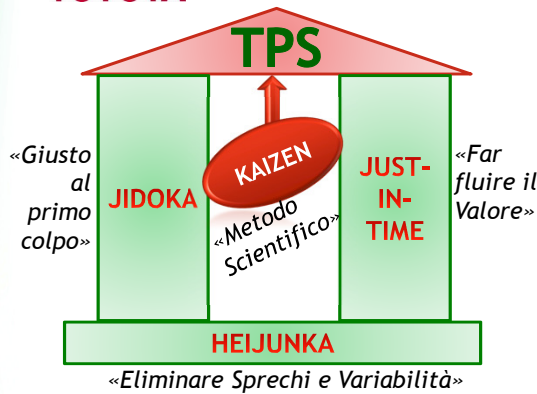 TPS
«Giusto
al
primo
colpo»
JIDOKA
KAIZEN
«Metodo
Scientifico»
JUST-
IN-
TIME
«Far
fluire il
Valore»
HEIJUNKA
«Eliminare Sprechi e Variabilità»